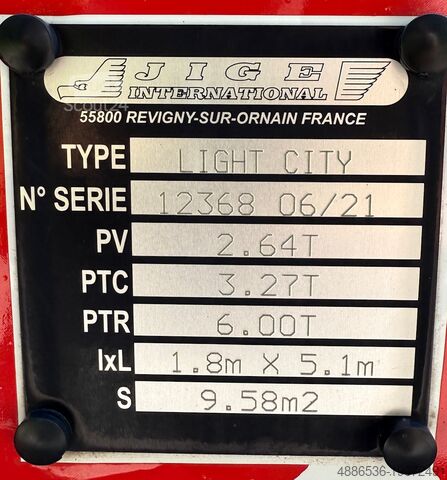 JIGE
INTERNATIONAL
Scout24
55800 REVIGNY-SUR-ORNAIN FRANCE
TYPE LIGHT CITY
N° SERIE 12368 06/21
PV 2.64T
PTC 3.27T
PTR 6.00T
lxL 1.8m X 5.1m
S 9.58m2